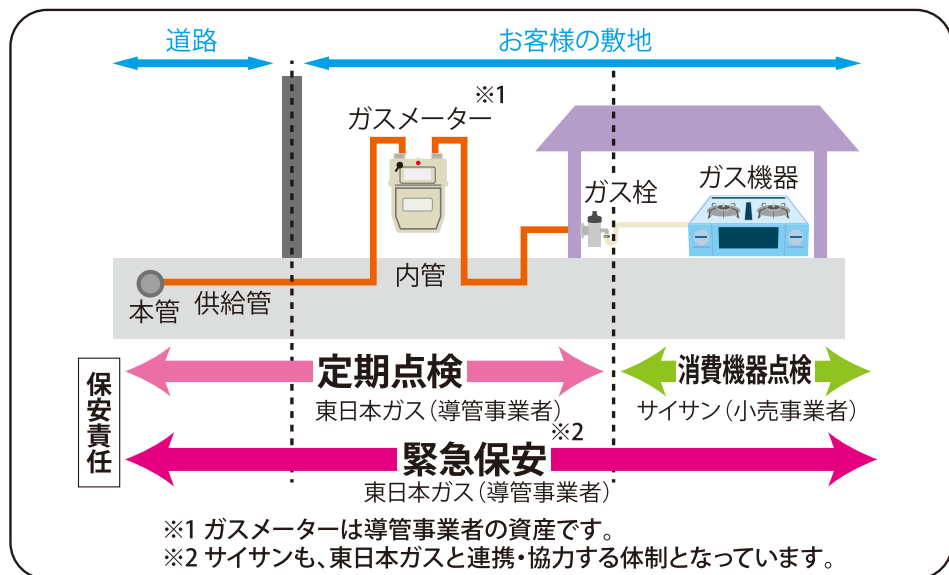 道路
お客様の敷地
ガスメーター※1
ガス栓
ガス機器
本管
供給管
内管
保安責任
定期点検
東日本ガス（導管事業者）
消費機器点検
サイサン（小売事業者）
緊急保安※2
東日本ガス（導管事業者）
※1 ガスメーターは導管事業者の資産です。
※2 サイサンも、東日本ガスと連携・協力する体制となっています。